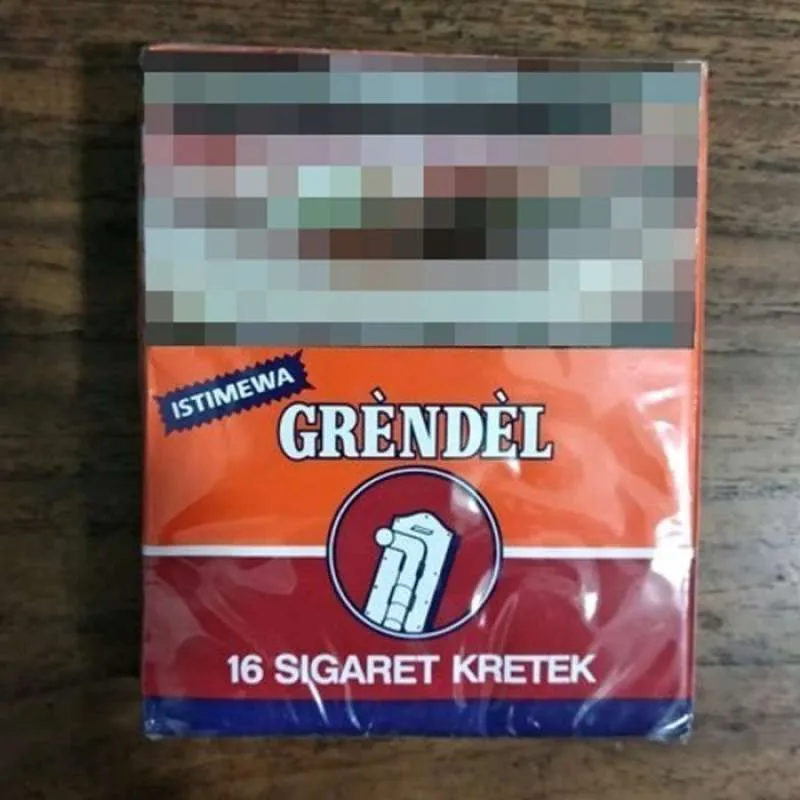 ISTIMEWA
GRÈNDÈL
16 SIGARET KRETEK